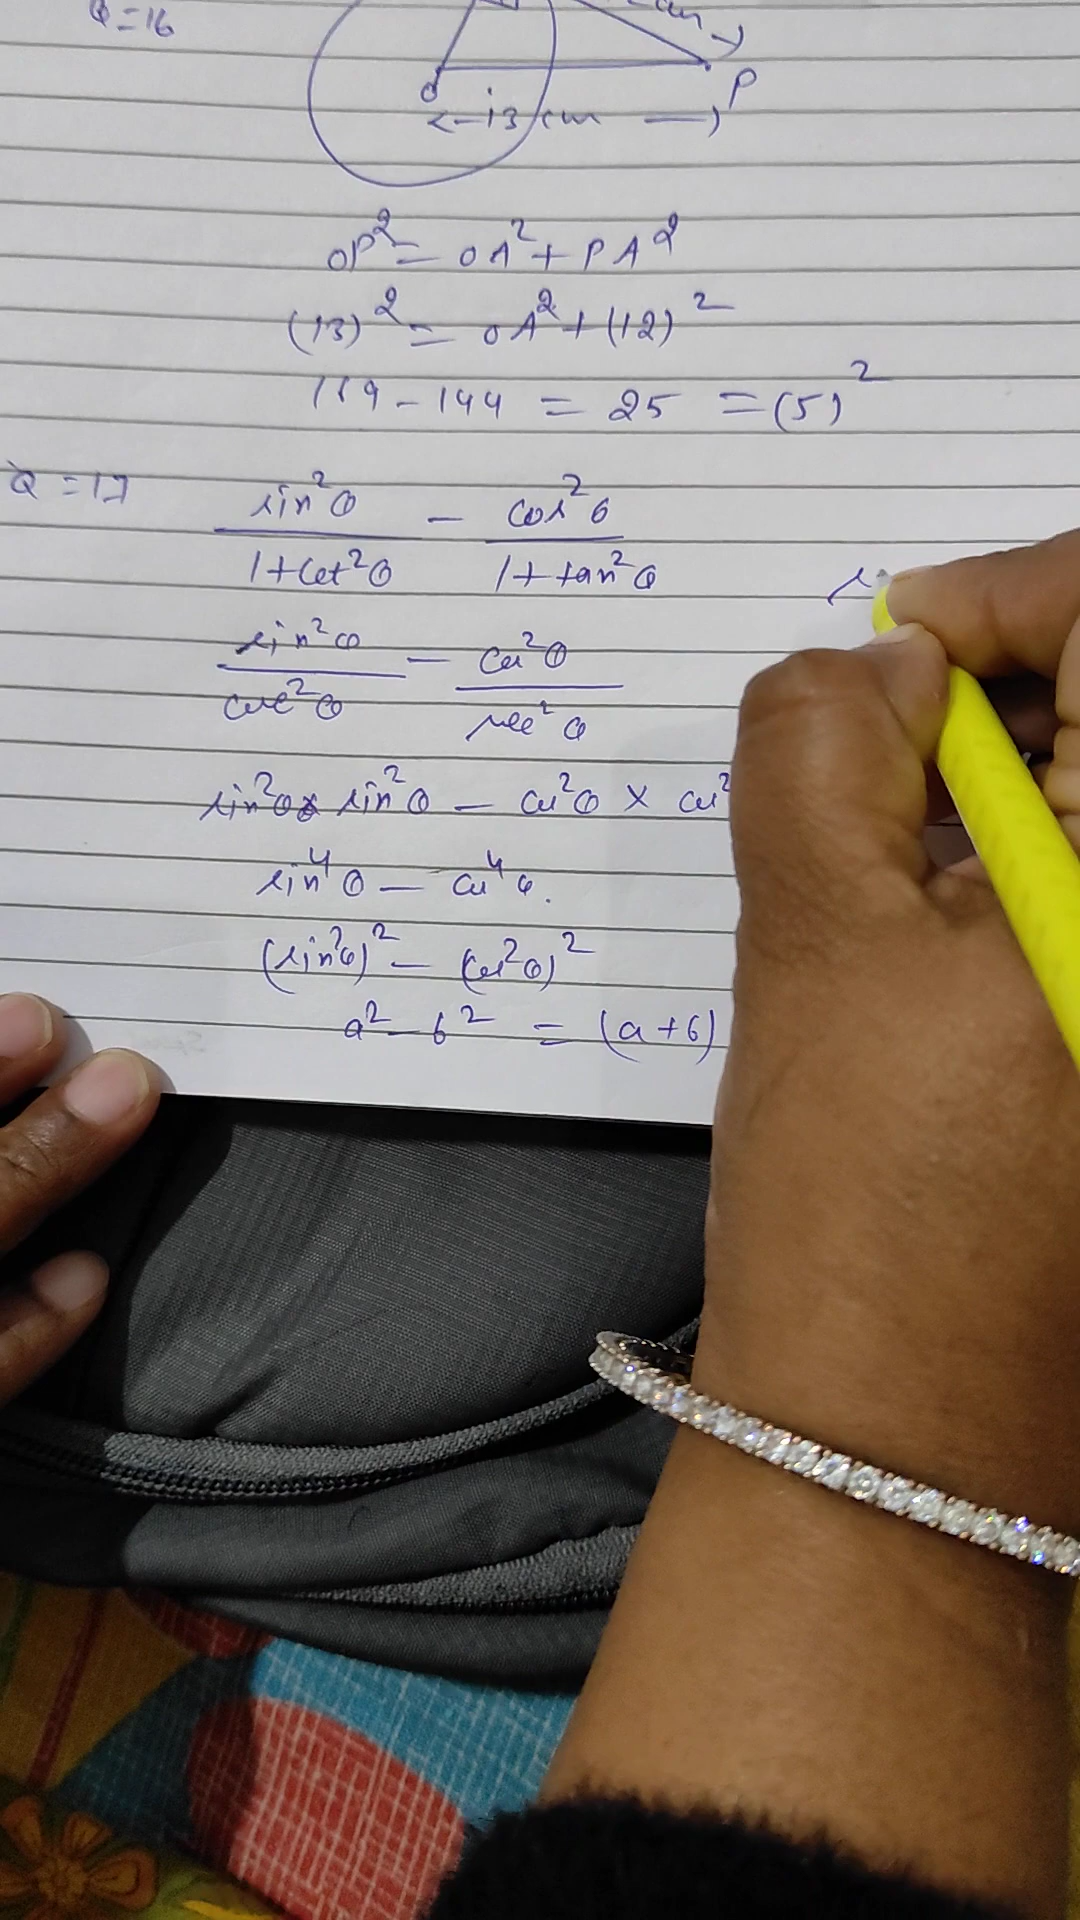 Q=16
cm →
O P
<- 13 cm —)
OP² = OA² + PA²
(13)² = OA² + (12)²
169 - 144 = 25 = (5)²
Q=17 sin²θ — cos²θ
1+cot²θ 1+tan²θ
sin²θ — cos²θ
cosec²θ sec²θ
sin²θ x sin²θ — cos²θ x cos²
sin⁴θ — cos⁴θ.
(sin²θ)² — (cos²θ)²
a² - b² = (a+b)